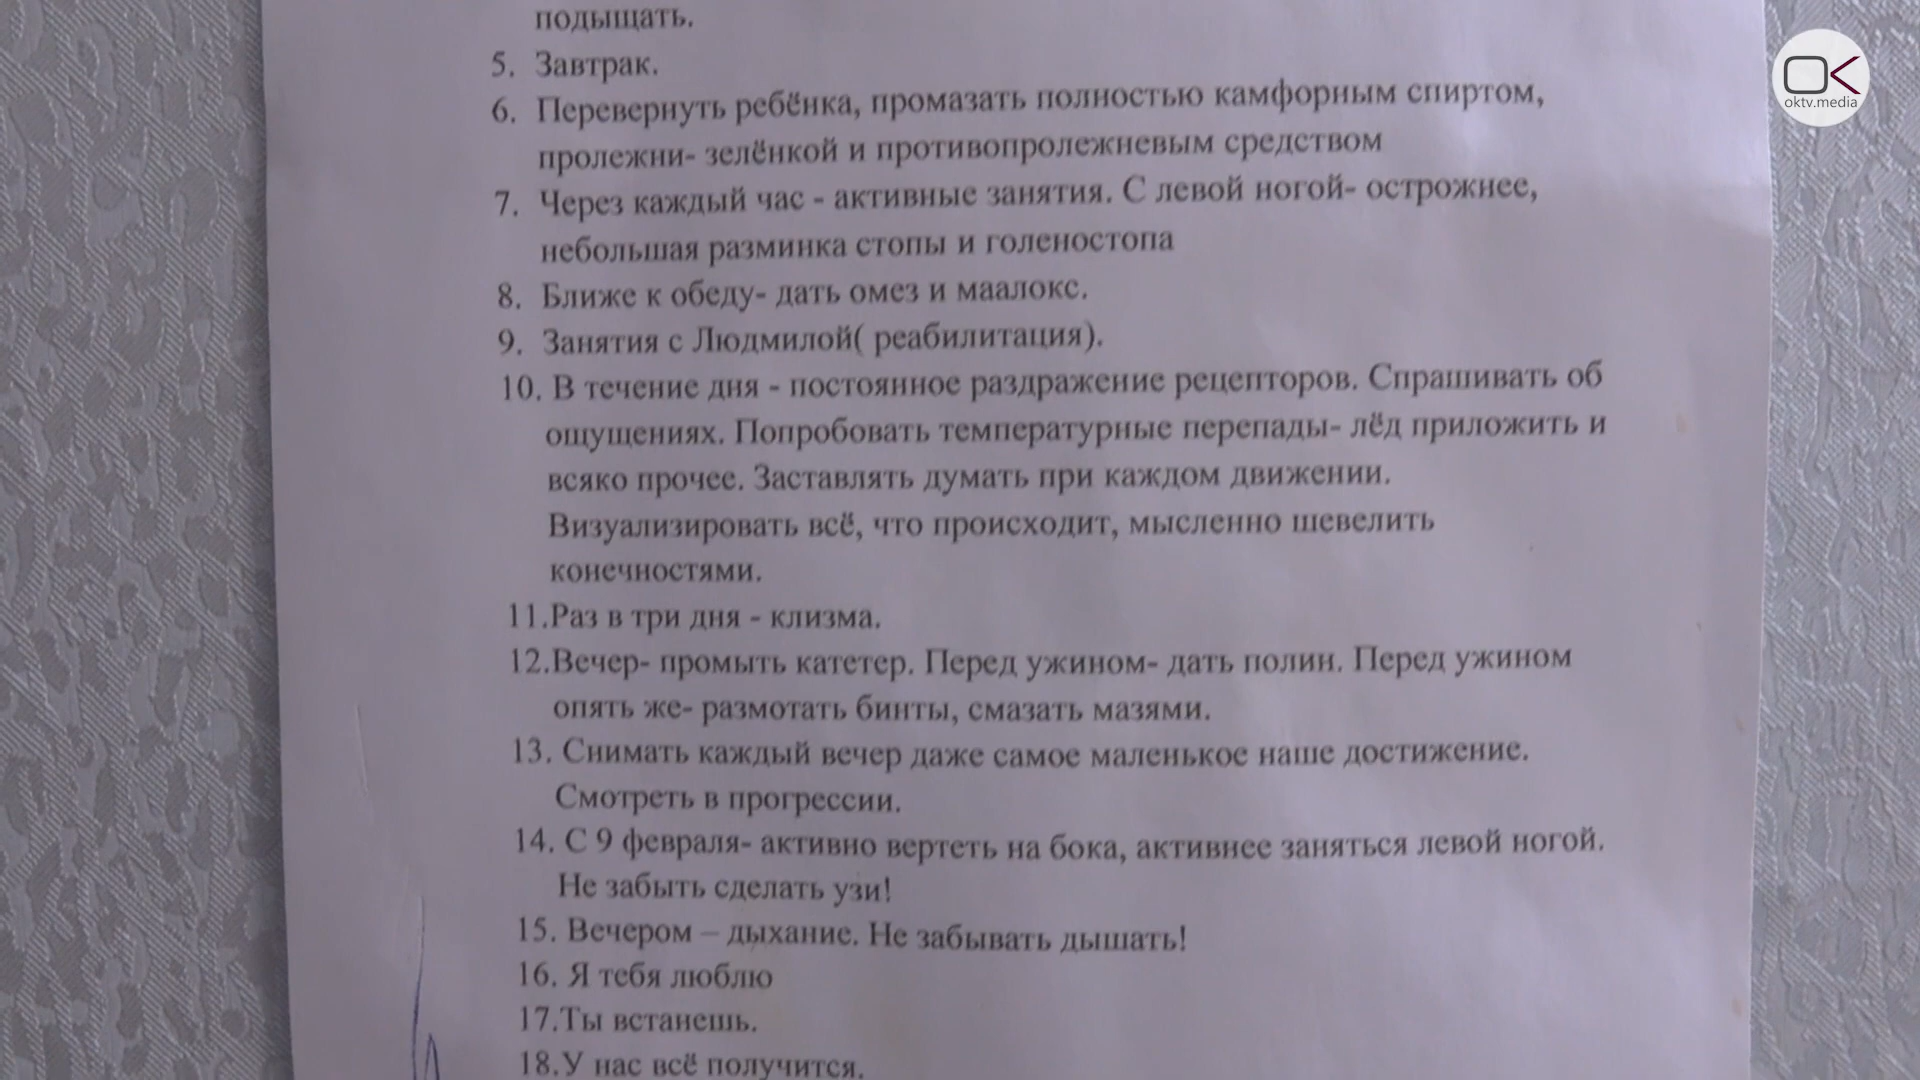 подыщать.
5. Завтрак.
6. Перевернуть ребёнка, промазать полностью камфорным спиртом,
пролежни- зелёнкой и противопролежневым средством
7. Через каждый час - активные занятия. С левой ногой- острожнее,
небольшая разминка стопы и голеностопа
8. Ближе к обеду- дать омез и маалокс.
9. Занятия с Людмилой( реабилитация).
10. В течение дня - постоянное раздражение рецепторов. Спрашивать об
ощущениях. Попробовать температурные перепады- лёд приложить и
всяко прочее. Заставлять думать при каждом движении.
Визуализировать всё, что происходит, мысленно шевелить
конечностями.
11.Раз в три дня - клизма.
12.Вечер- промыть катетер. Перед ужином- дать полин. Перед ужином
опять же- размотать бинты, смазать мазями.
13. Снимать каждый вечер даже самое маленькое наше достижение.
Смотреть в прогрессии.
14. С 9 февраля- активно вертеть на бока, активнее заняться левой ногой.
Не забыть сделать узи!
15. Вечером – дыхание. Не забывать дышать!
16. Я тебя люблю
17.Ты встанешь.
18.У нас всё получится.
OK
oktv.media